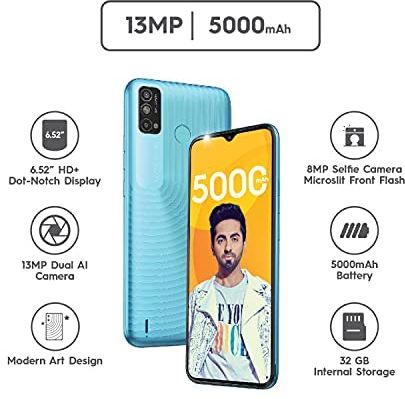 13MP | 5000mAh
6.52"
6.52" HD+
Dot-Notch Display
8MP Selfie Camera
Microslit Front Flash
5000
mAh
13MP Dual AI
Camera
5000mAh
Battery
Modern Art Design
32 GB
Internal Storage